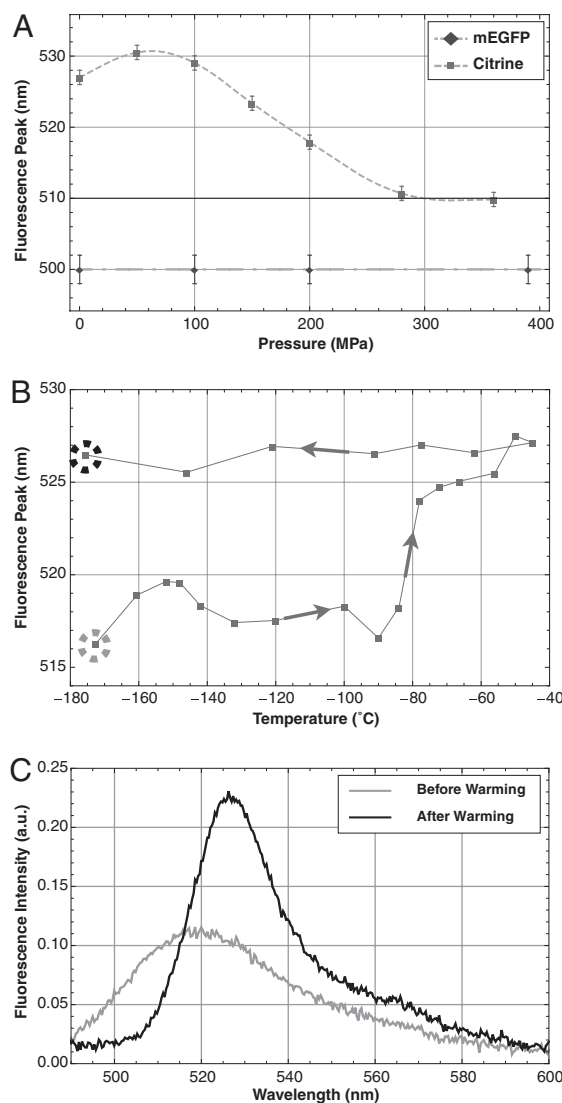 A
Fluorescence Peak (nm)
530
520
510
500
0
100
200
300
400
Pressure (MPa)
mEGFP
Citrine
B
Fluorescence Peak (nm)
530
525
520
515
−180
−160
−140
−120
−100
−80
−60
−40
Temperature (˚C)
C
Fluorescence Intensity (a.u.)
0.25
0.20
0.15
0.10
0.05
0.00
500
520
540
560
580
600
Wavelength (nm)
Before Warming
After Warming